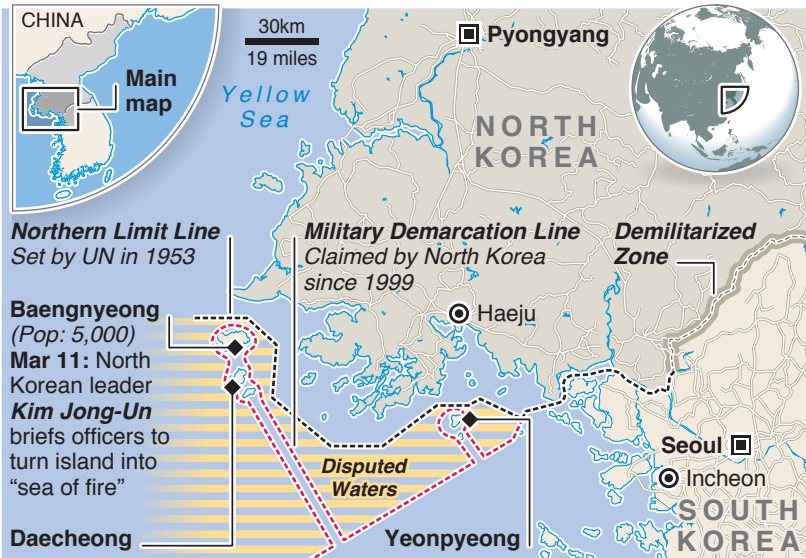 CHINA
Main
map
30km
19 miles
Yellow
Sea
Pyongyang
NORTH
KOREA
Northern Limit Line
Set by UN in 1953
Military Demarcation Line
Claimed by North Korea
since 1999
Demilitarized
Zone
Baengnyeong
(Pop: 5,000)
Mar 11: North
Korean leader
Kim Jong-Un
briefs officers to
turn island into
“sea of fire”
Daecheong
Haeju
Disputed
Waters
Yeonpyeong
Seoul
Incheon
SOUTH
KOREA